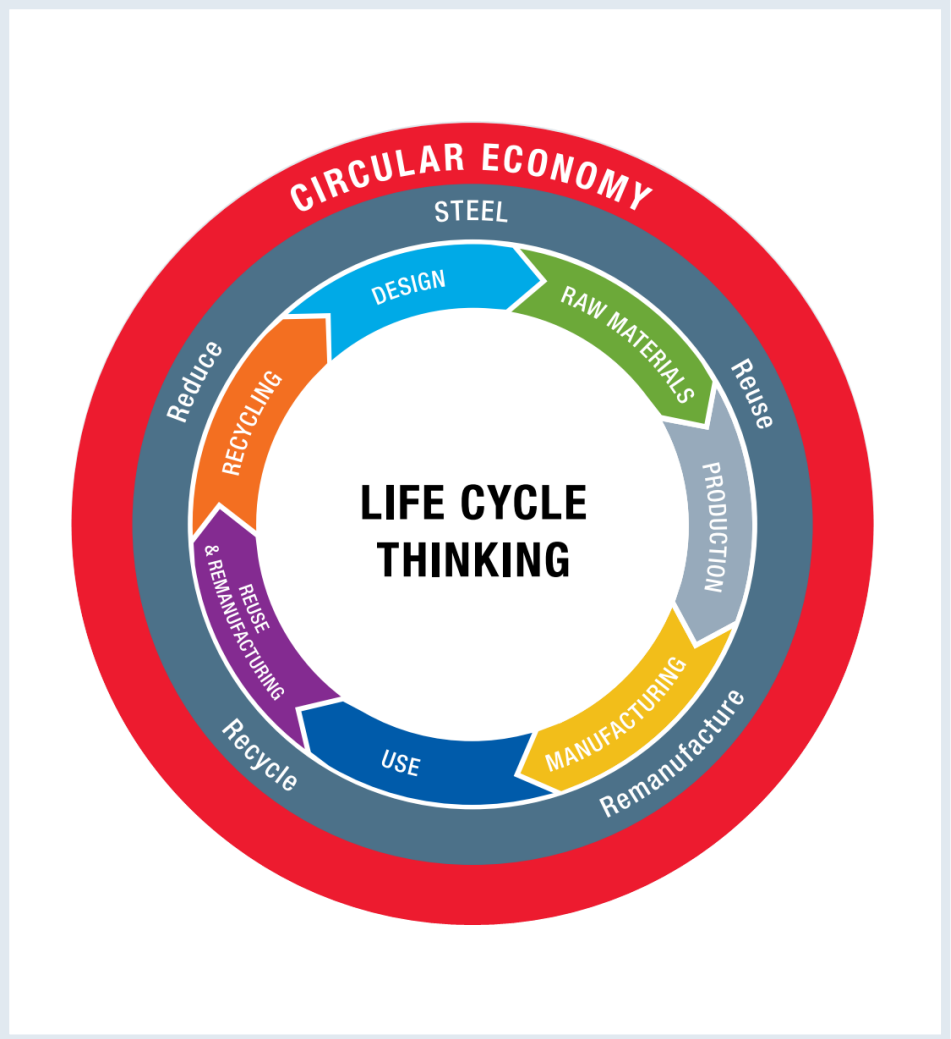 CIRCULAR ECONOMY
STEEL
Reduce
Reuse
Remanufacture
Recycle
DESIGN
RAW MATERIALS
PRODUCTION
MANUFACTURING
USE
REUSE
& REMANUFACTURING
RECYCLING
LIFE CYCLE
THINKING